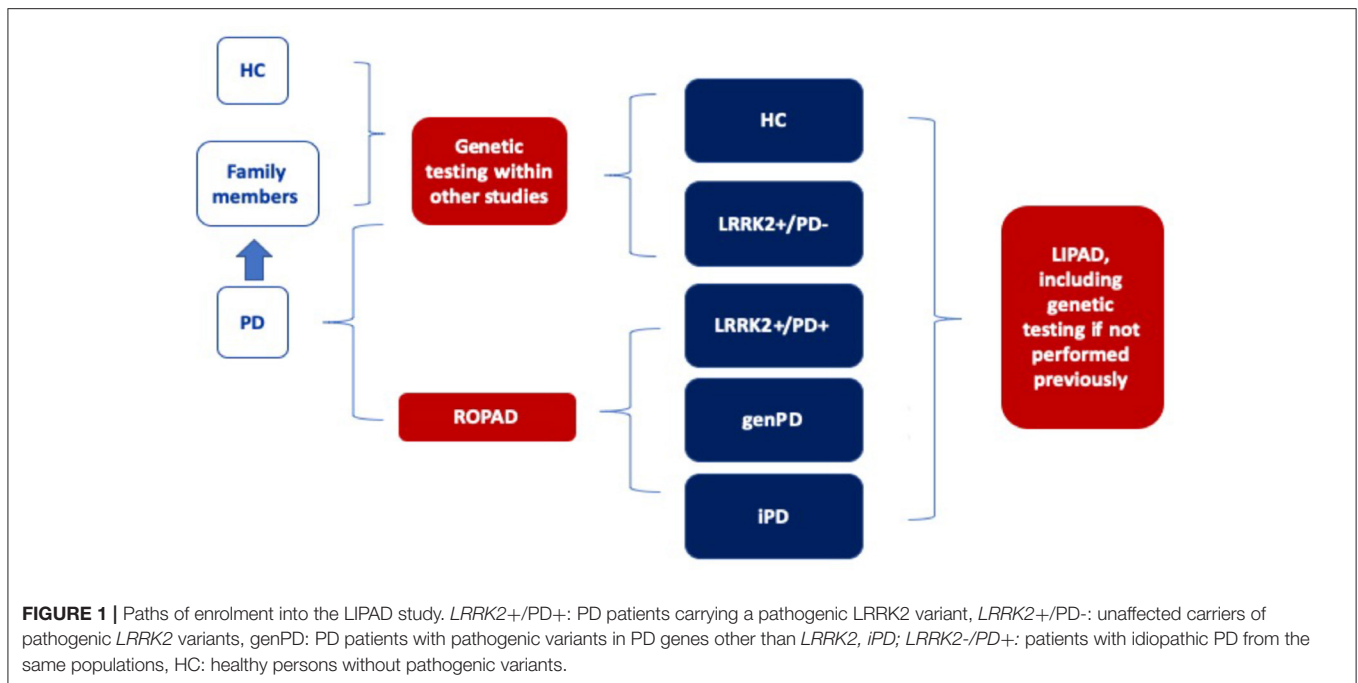 HC
Family
members
PD
Genetic
testing within
other studies
ROPAD
HC
LRRK2+/PD-
LRRK2+/PD+
genPD
iPD
LIPAD,
including
genetic
testing if not
performed
previously
FIGURE 1 | Paths of enrolment into the LIPAD study. LRRK2+/PD+: PD patients carrying a pathogenic LRRK2 variant, LRRK2+/PD-: unaffected carriers of
pathogenic LRRK2 variants, genPD: PD patients with pathogenic variants in PD genes other than LRRK2, iPD; LRRK2-/PD+: patients with idiopathic PD from the
same populations, HC: healthy persons without pathogenic variants.